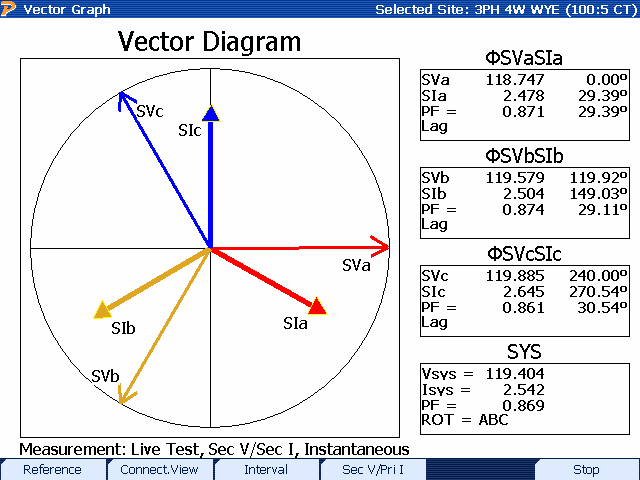 Vector Graph
Selected Site: 3PH 4W WYE (100:5 CT)
Vector Diagram
SVc
SIc
SVa
SIb
SIa
SVb
ΦSVaSIa
SVa 118.747 0.00º
SIa 2.478 29.39º
PF = 0.871 29.39º
Lag
ΦSVbSIb
SVb 119.579 119.92º
SIb 2.504 149.03º
PF = 0.874 29.11º
Lag
ΦSVcSIc
SVc 119.885 240.00º
SIc 2.645 270.54º
PF = 0.861 30.54º
Lag
SYS
Vsys = 119.404
Isys = 2.542
PF = 0.869
ROT = ABC
Measurement: Live Test, Sec V/Sec I, Instantaneous
Reference
Connect.View
Interval
Sec V/Pri I
Stop